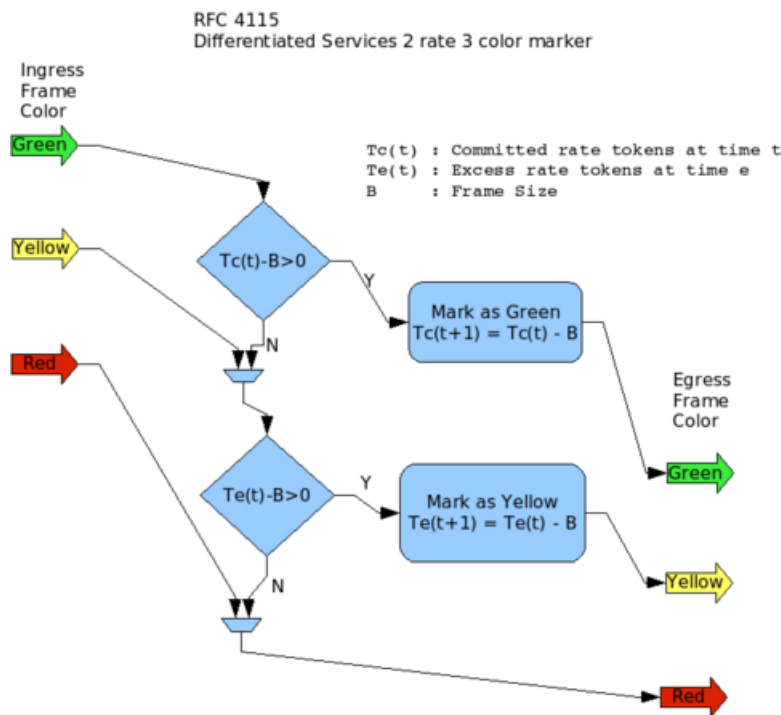 RFC 4115
Differentiated Services 2 rate 3 color marker
Ingress
Frame
Color
Green
Tc(t) : Committed rate tokens at time t
Te(t) : Excess rate tokens at time e
B : Frame Size
Yellow
Tc(t)-B>0
Y
Mark as Green
Tc(t+1) = Tc(t) - B
N
Red
Egress
Frame
Color
Green
Te(t)-B>0
Y
Mark as Yellow
Te(t+1) = Te(t) - B
N
Yellow
Red